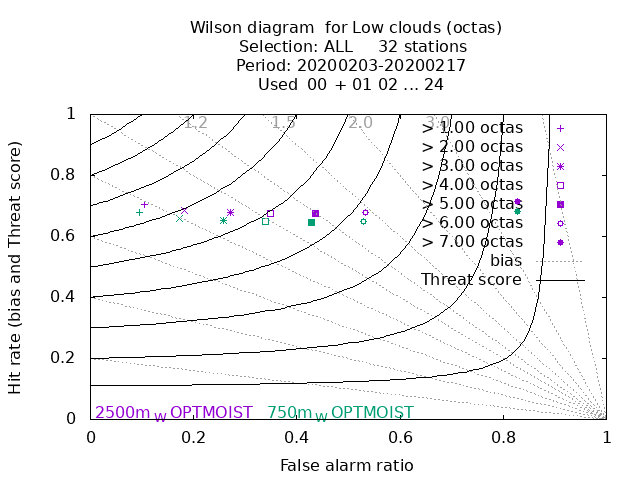 Wilson diagram  for Low clouds (octas)
Selection: ALL     32 stations
Period: 20200203-20200217
Used  00  + 01 02 ... 24
Hit rate (bias and Threat score)
1
0.8
0.6
0.4
0.2
0
1.2
1.5
2.0
3.0
> 1.00 octas
> 2.00 octas
> 3.00 octas
> 4.00 octas
> 5.00 octas
> 6.00 octas
> 7.00 octas
bias
Threat score
2500m W OPTMOIST 750m W OPTMOIST
0 0.2 0.4 0.6 0.8 1
False alarm ratio